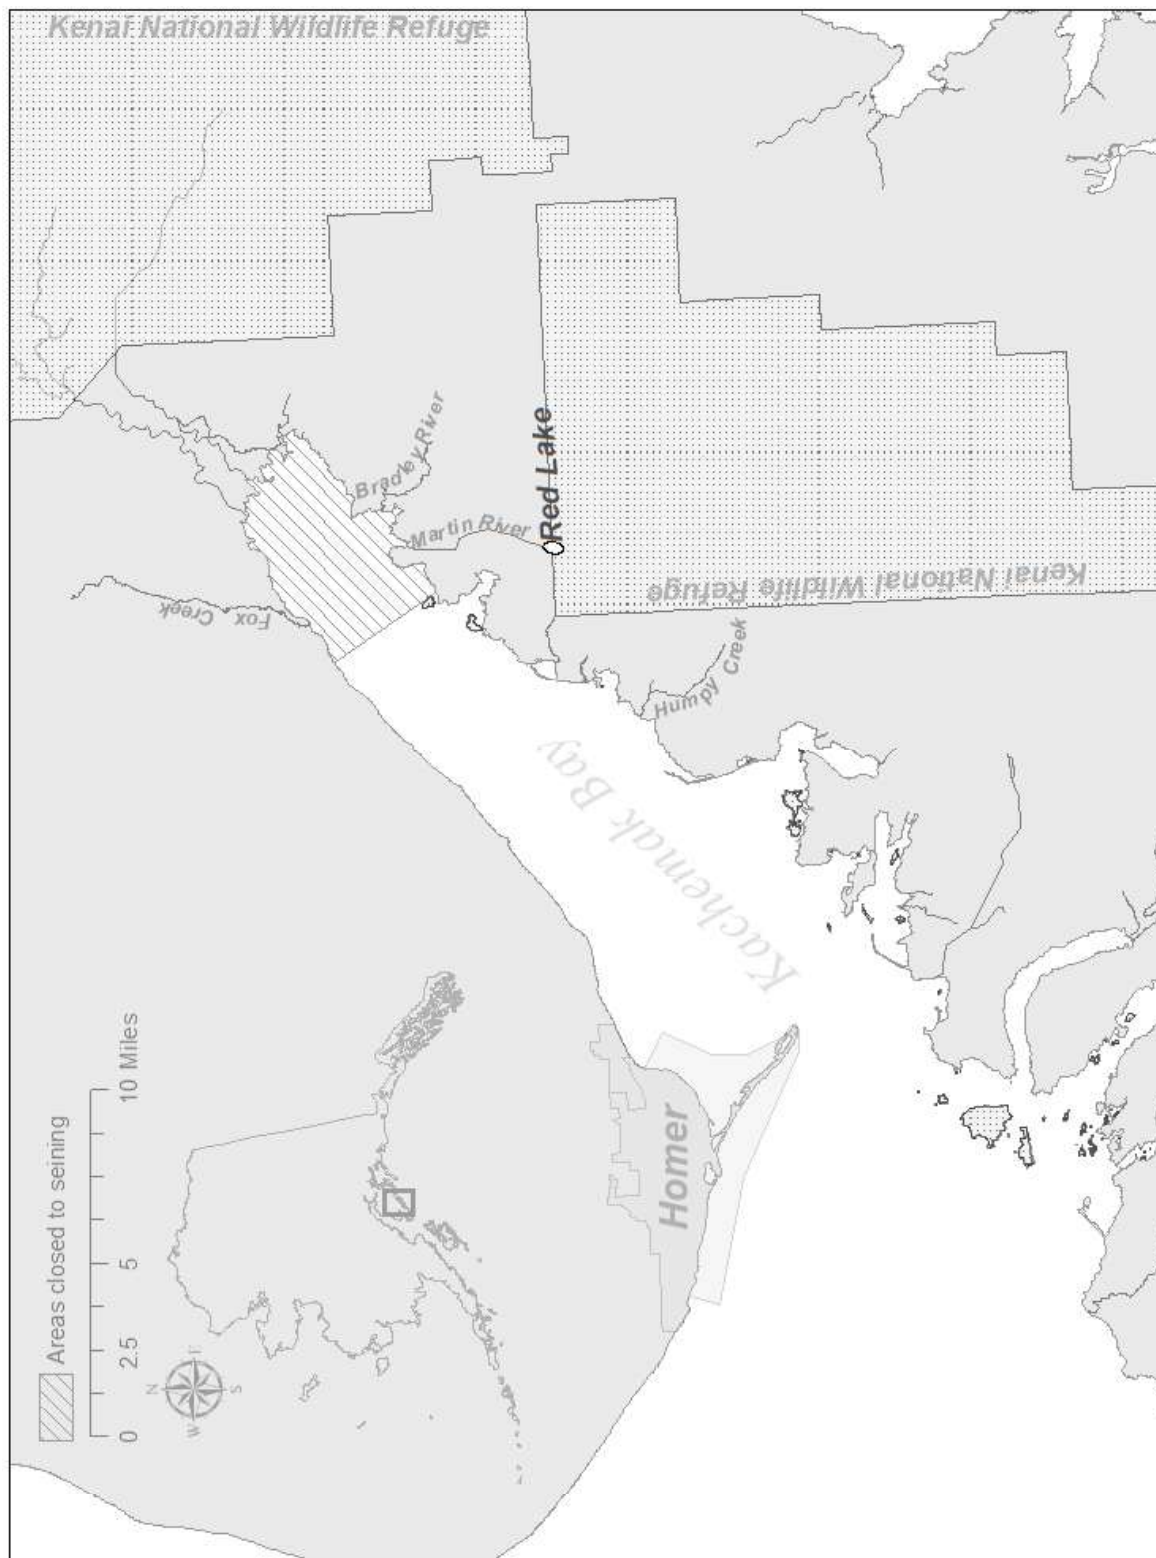 Kenai National Wildlife Refuge
Areas closed to seining
0 2.5 5 10 Miles
N
E
S
W
Fox Creek
Bradley River
Martin River
Red Lake
Kenai National Wildlife Refuge
Humpy Creek
Kachemak Bay
Homer